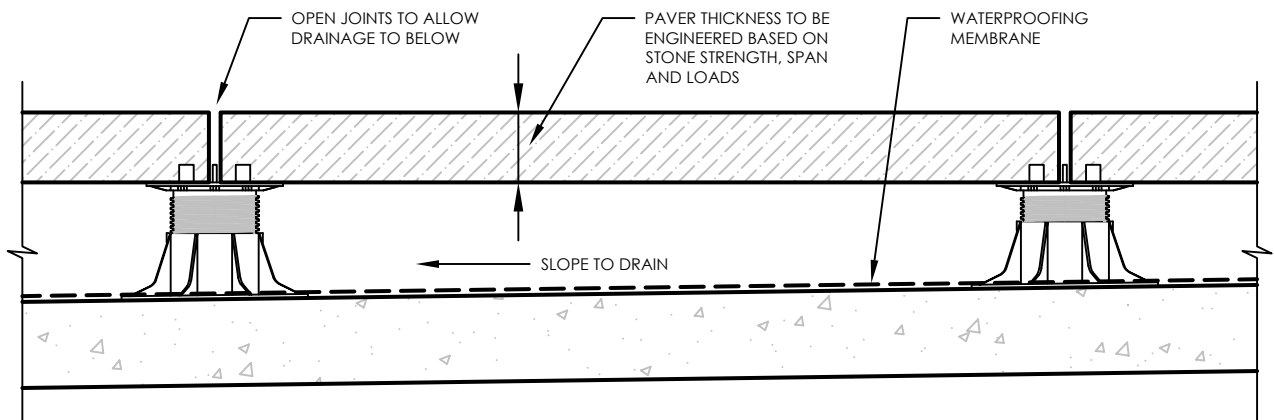 OPEN JOINTS TO ALLOW
DRAINAGE TO BELOW
PAVER THICKNESS TO BE
ENGINEERED BASED ON
STONE STRENGTH, SPAN
AND LOADS
WATERPROOFING
MEMBRANE
SLOPE TO DRAIN